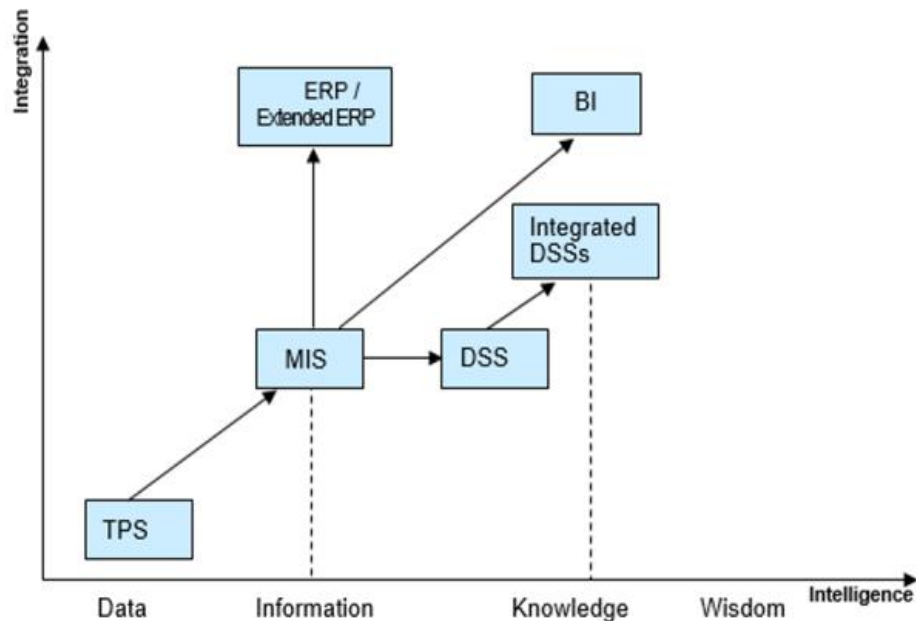 Integration
ERP /
Extended ERP
BI
Integrated
DSSs
MIS
DSS
TPS
Intelligence
Data
Information
Knowledge
Wisdom